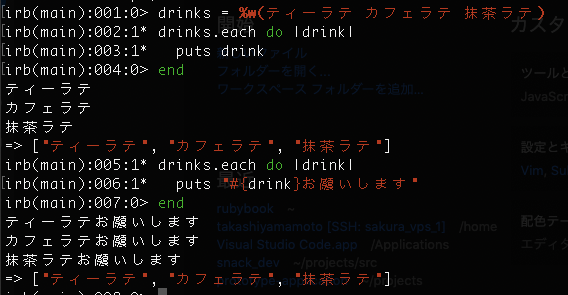 irb(main):001:0> drinks = %w(ティーラテ カフェラテ 抹茶ラテ)
irb(main):002:1* drinks.each do |drink|
irb(main):003:1*   puts drink
irb(main):004:0> end
ティーラテ
カフェラテ
抹茶ラテ
=> ["ティーラテ", "カフェラテ", "抹茶ラテ"]
irb(main):005:1* drinks.each do |drink|
irb(main):006:1*   puts "#{drink}お願いします"
irb(main):007:0> end
ティーラテお願いします
カフェラテお願いします
抹茶ラテお願いします
=> ["ティーラテ", "カフェラテ", "抹茶ラテ"]
カスタ
フォルダーを開く...
ワークスペース フォルダーを追加...
rubybook ~
takashiyamamoto [SSH: sakura_vps_1] /home
Visual Studio Code.app /Applications
snack_dev ~/projects/src
ツールと
JavaScr
設定とキ
Vim, Su
配色テー
エディタ